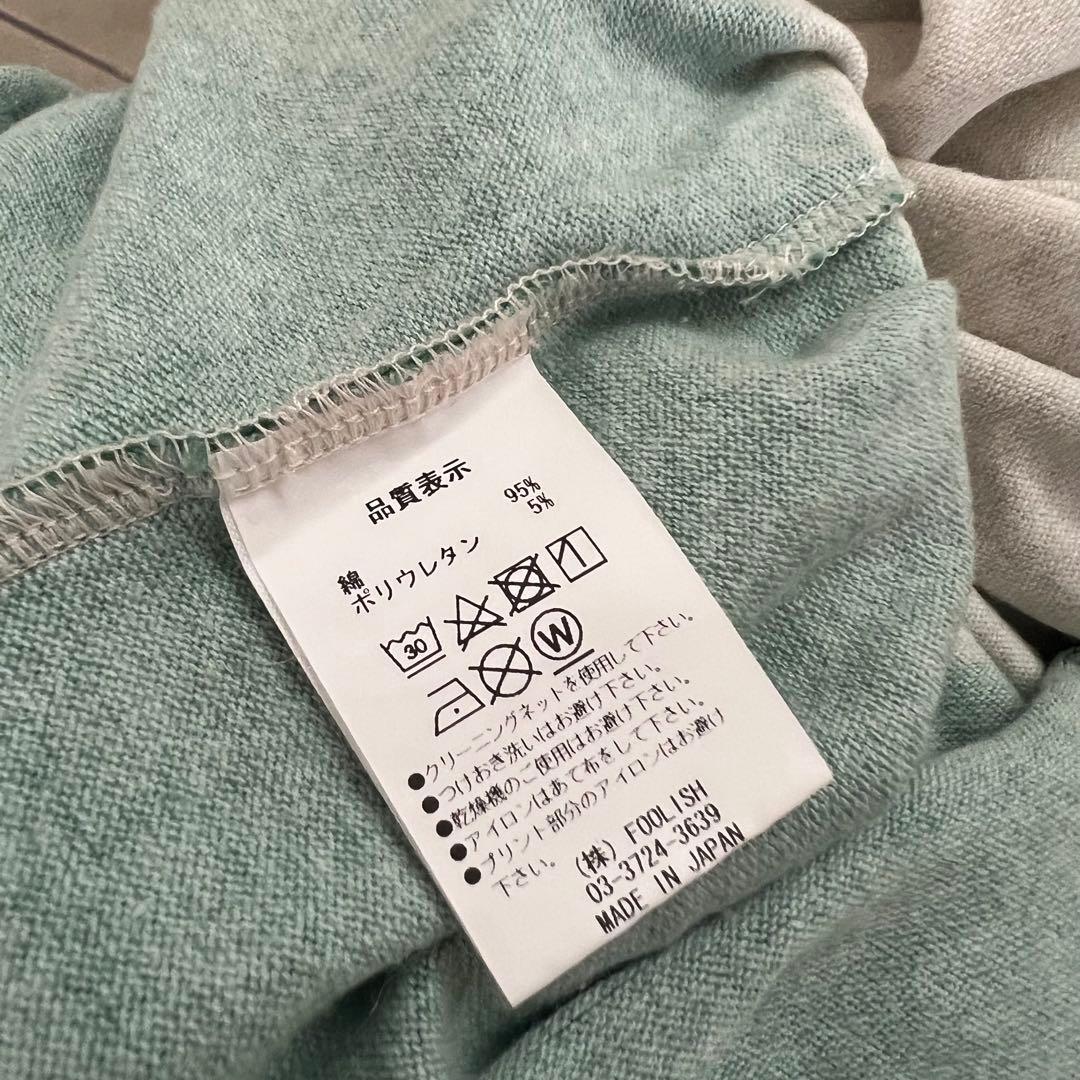 品質表示
綿 95%
ポリウレタン 5%
30
W
●クリーニングネットを使用して下さい。
●つけおき洗いはお避け下さい。
●乾燥機のご使用はお避け下さい。
●アイロンはあて布をして下さい。
●プリント部分のアイロンはお避け
下さい。
(株) FOOLISH
03-3724-3639
MADE IN JAPAN